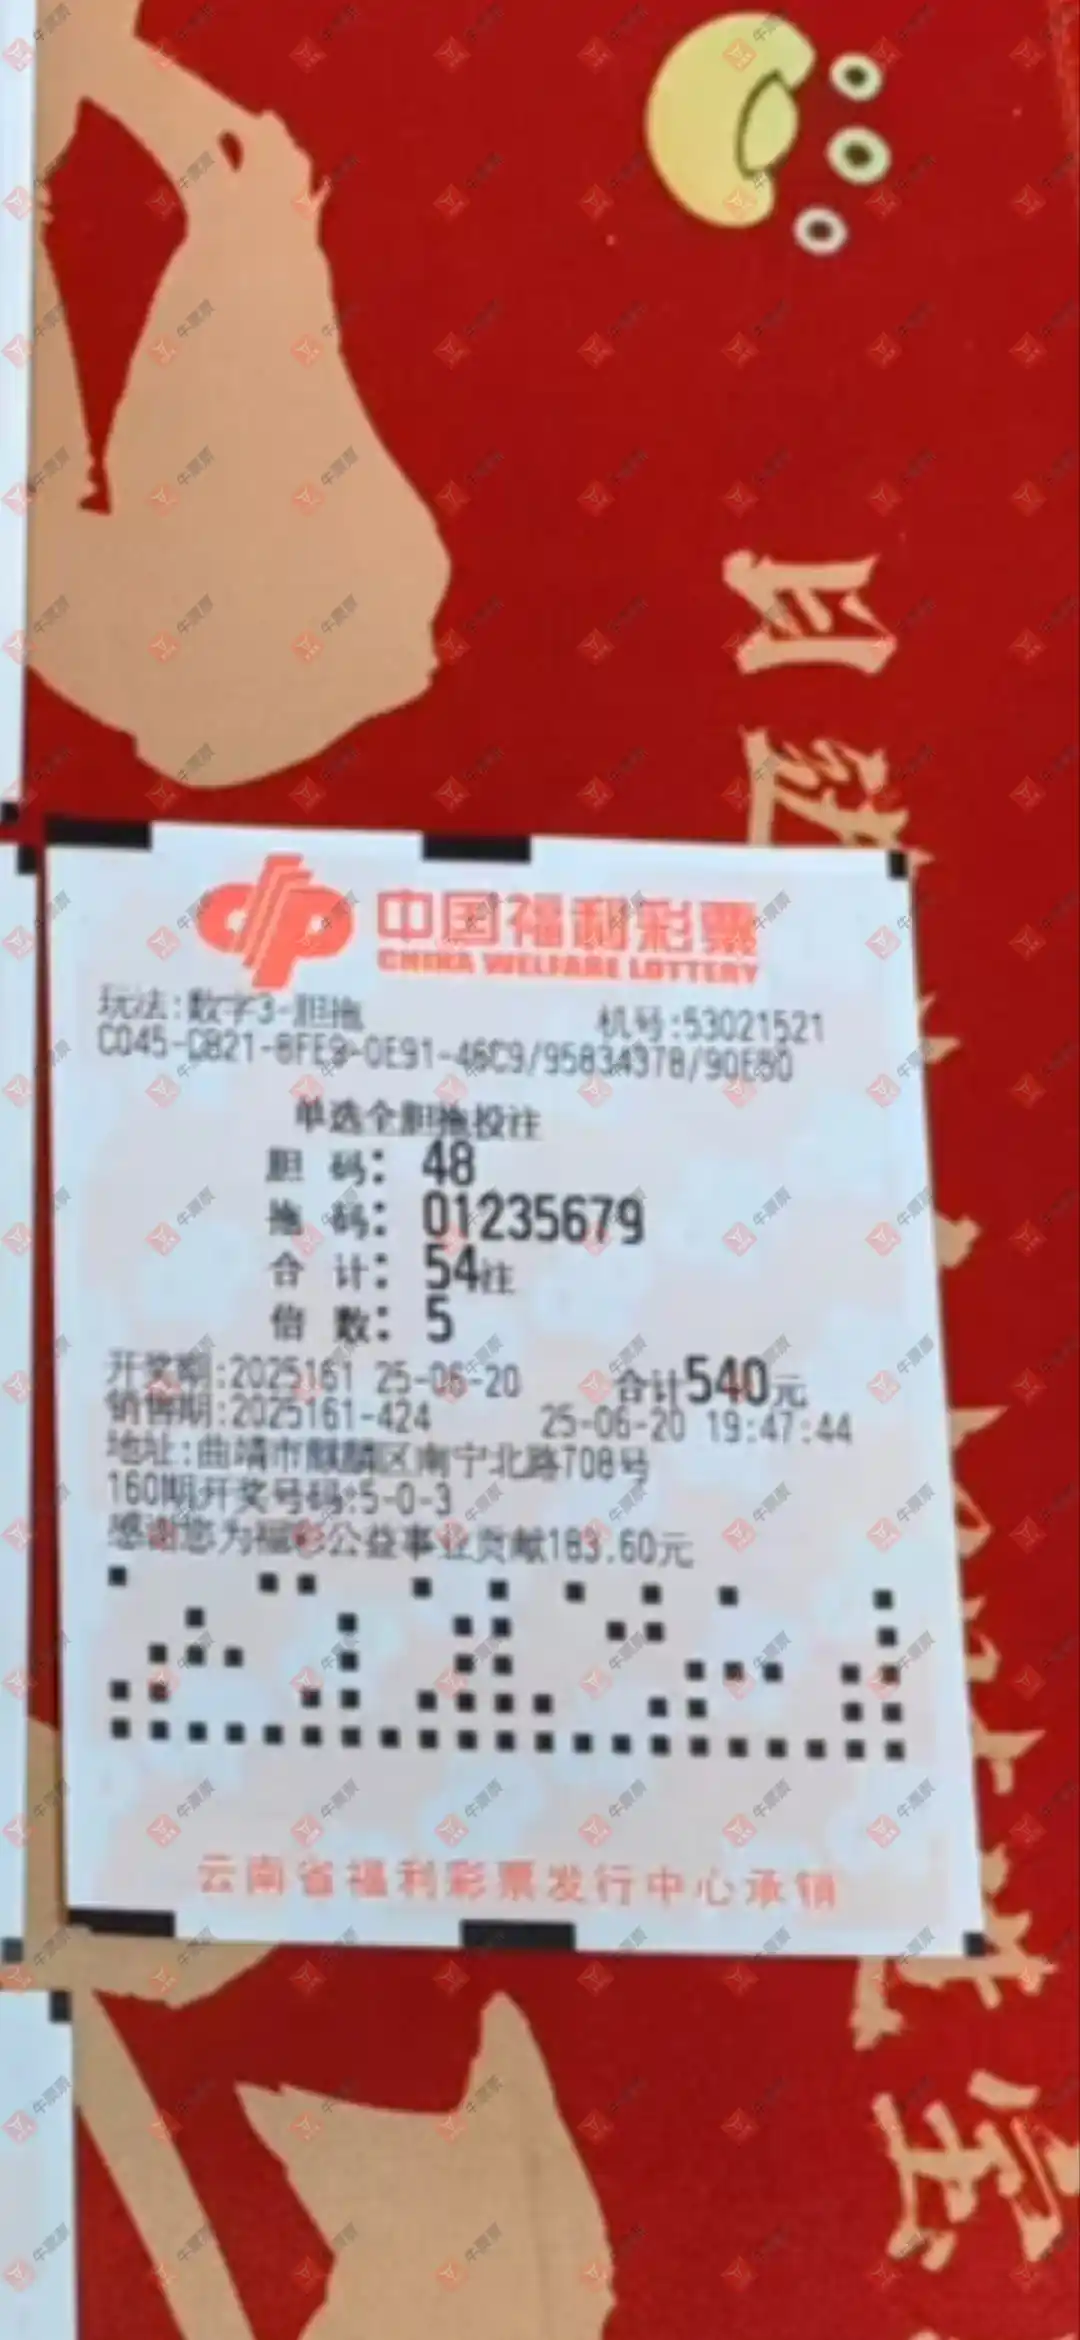 中国福利彩票
CHINA WELFARE LOTTERY
玩法:数字3-胆拖 机号:53021521
C045-CB21-8FE9-0E91-46C9/95834378/90E80
单选全胆拖投注
胆 码: 48
拖 码: 01235679
合 计: 54注
倍 数: 5
开奖期:2025161 25-06-20 合计540元
销售期:2025161-424 25-06-20 19:47:44
地址:曲靖市麒麟区南宁北路708号
160期开奖号码:5-0-3
感谢您为福彩公益事业贡献183.60元
云南省福利彩票发行中心承销
牛票票